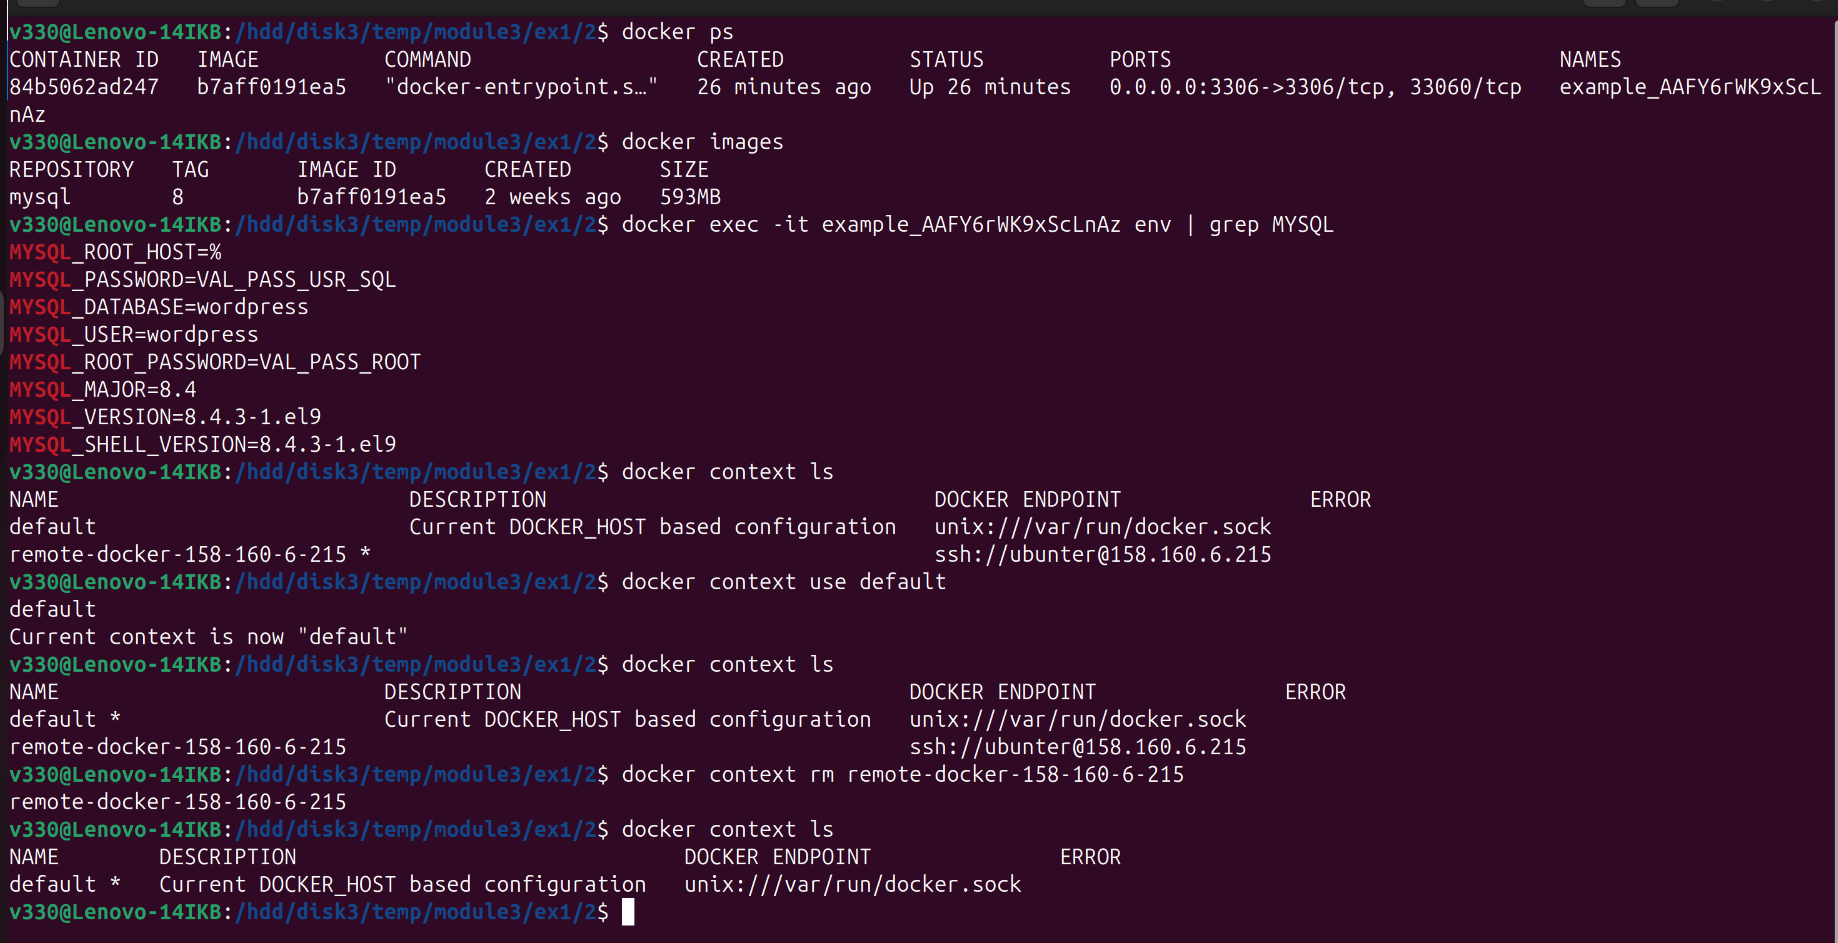 v330@Lenovo-14IKB:/hdd/disk3/temp/module3/ex1/2$ docker ps
CONTAINER ID   IMAGE          COMMAND                  CREATED          STATUS          PORTS                               NAMES
84b5062ad247   b7aff0191ea5   "docker-entrypoint.s…"   26 minutes ago   Up 26 minutes   0.0.0.0:3306->3306/tcp, 33060/tcp   example_AAFY6rWK9xScL
nAz
v330@Lenovo-14IKB:/hdd/disk3/temp/module3/ex1/2$ docker images
REPOSITORY   TAG       IMAGE ID       CREATED       SIZE
mysql        8         b7aff0191ea5   2 weeks ago   593MB
v330@Lenovo-14IKB:/hdd/disk3/temp/module3/ex1/2$ docker exec -it example_AAFY6rWK9xScLnAz env | grep MYSQL
MYSQL_ROOT_HOST=%
MYSQL_PASSWORD=VAL_PASS_USR_SQL
MYSQL_DATABASE=wordpress
MYSQL_USER=wordpress
MYSQL_ROOT_PASSWORD=VAL_PASS_ROOT
MYSQL_MAJOR=8.4
MYSQL_VERSION=8.4.3-1.el9
MYSQL_SHELL_VERSION=8.4.3-1.el9
v330@Lenovo-14IKB:/hdd/disk3/temp/module3/ex1/2$ docker context ls
NAME                            DESCRIPTION                               DOCKER ENDPOINT               ERROR
default                         Current DOCKER_HOST based configuration   unix:///var/run/docker.sock
remote-docker-158-160-6-215 *                                             ssh://ubunter@158.160.6.215
v330@Lenovo-14IKB:/hdd/disk3/temp/module3/ex1/2$ docker context use default
default
Current context is now "default"
v330@Lenovo-14IKB:/hdd/disk3/temp/module3/ex1/2$ docker context ls
NAME                          DESCRIPTION                               DOCKER ENDPOINT               ERROR
default *                     Current DOCKER_HOST based configuration   unix:///var/run/docker.sock
remote-docker-158-160-6-215                                             ssh://ubunter@158.160.6.215
v330@Lenovo-14IKB:/hdd/disk3/temp/module3/ex1/2$ docker context rm remote-docker-158-160-6-215
remote-docker-158-160-6-215
v330@Lenovo-14IKB:/hdd/disk3/temp/module3/ex1/2$ docker context ls
NAME        DESCRIPTION                               DOCKER ENDPOINT               ERROR
default *   Current DOCKER_HOST based configuration   unix:///var/run/docker.sock
v330@Lenovo-14IKB:/hdd/disk3/temp/module3/ex1/2$